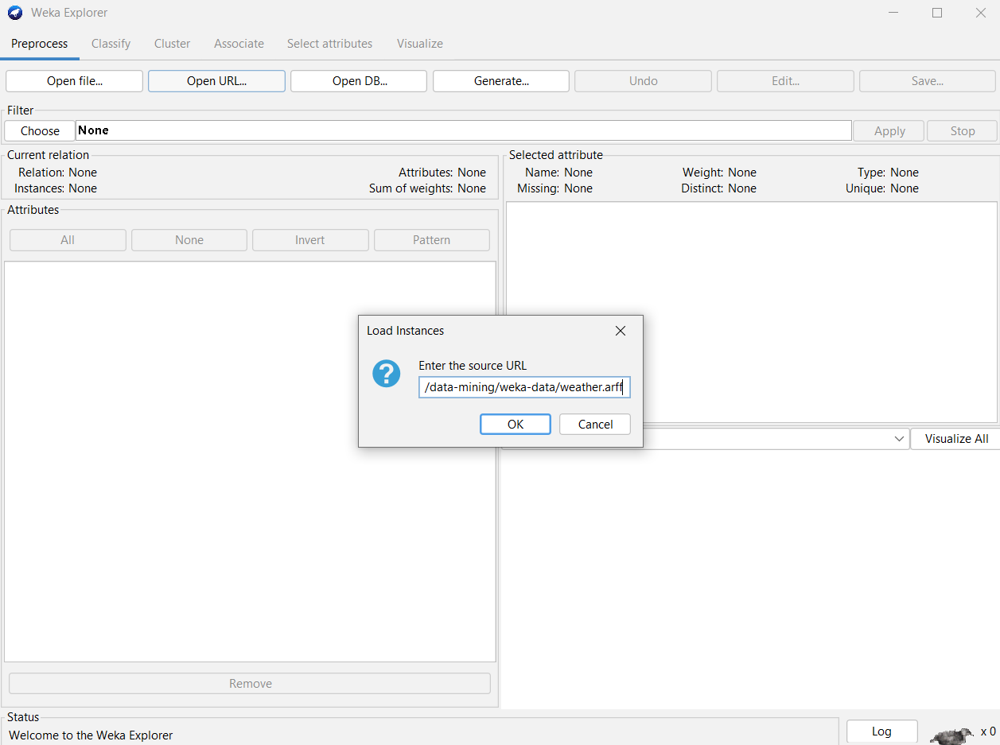 Weka Explorer
Preprocess Classify Cluster Associate Select attributes Visualize
Open file... Open URL... Open DB... Generate... Undo Edit... Save...
Filter
Choose None Apply Stop
Current relation
Relation: None Attributes: None
Instances: None Sum of weights: None
Selected attribute
Name: None Weight: None Type: None
Missing: None Distinct: None Unique: None
Attributes
All None Invert Pattern
Load Instances
?
Enter the source URL
/data-mining/weka-data/weather.arff
OK Cancel
Visualize All
Remove
Status
Welcome to the Weka Explorer
Log x 0